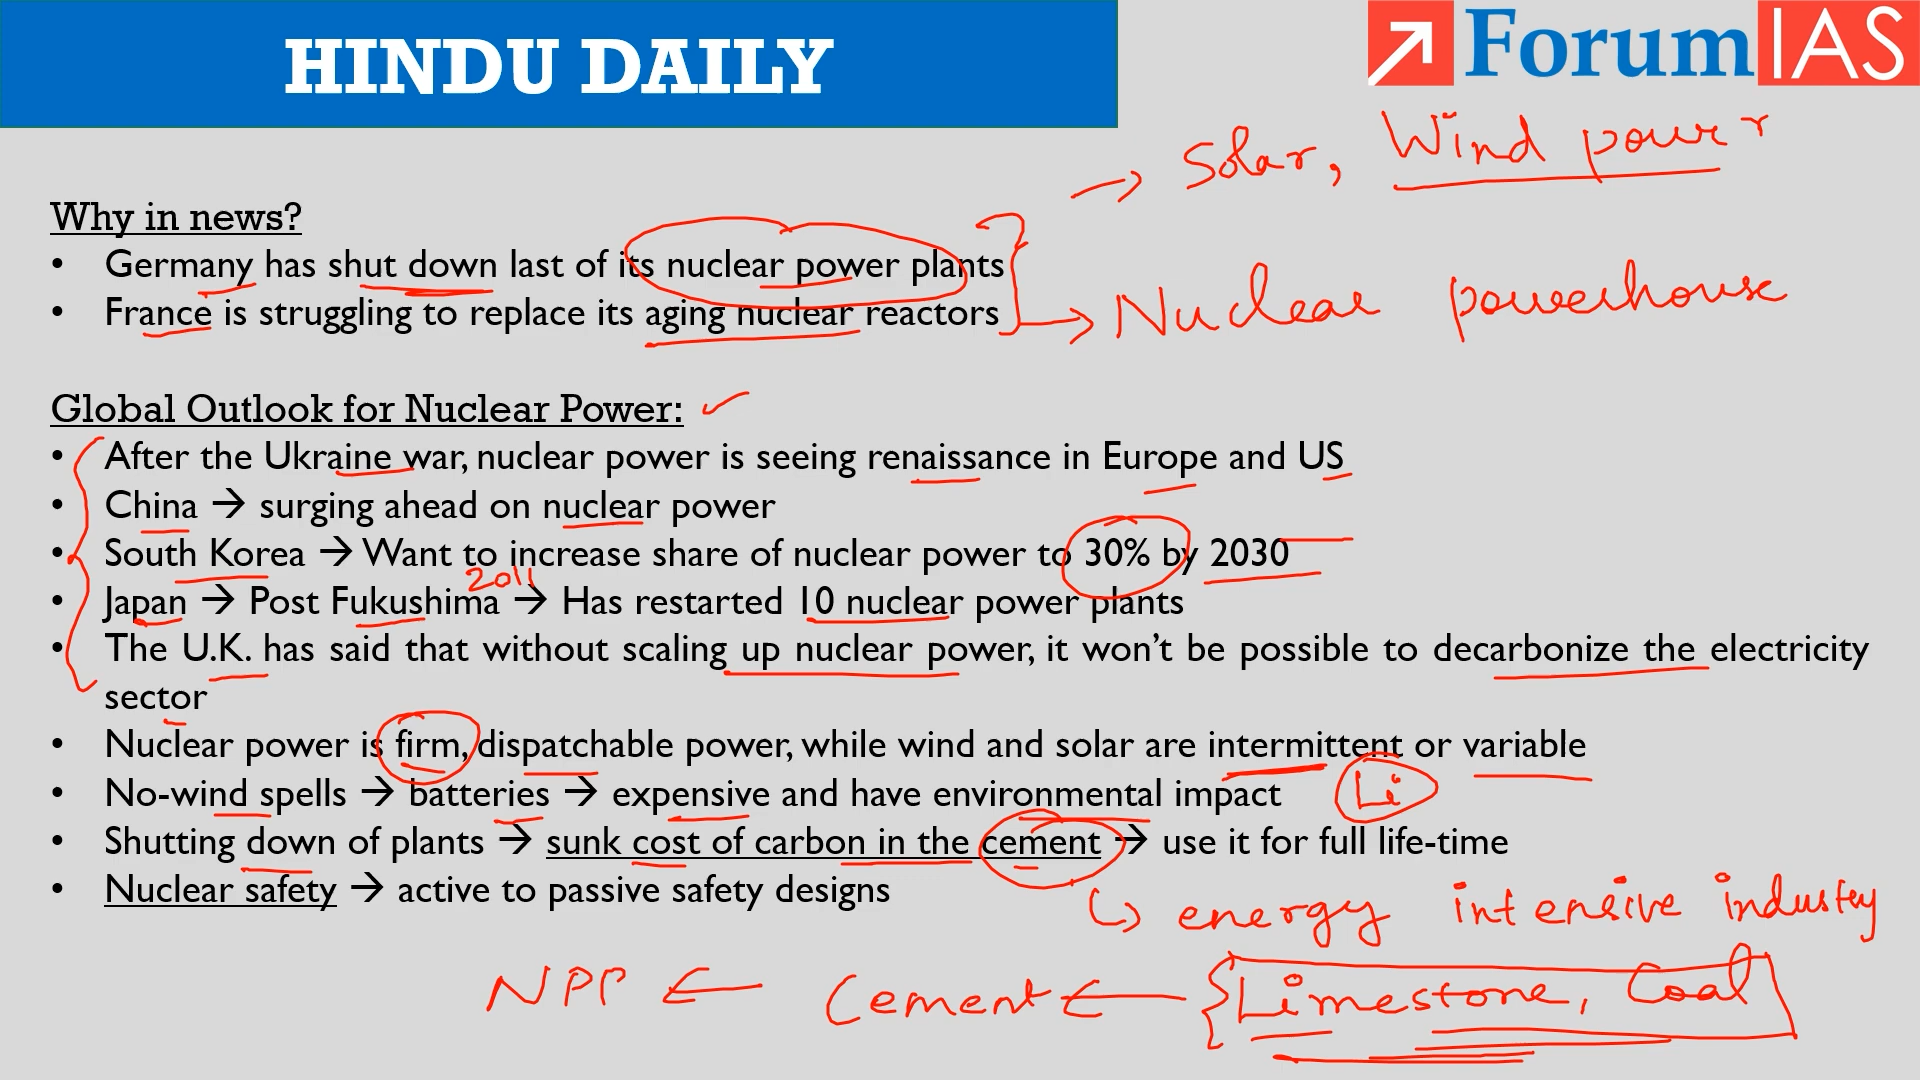 HINDU DAILY
ForumIAS
→ Solar, Wind power
Why in news?
• Germany has shut down last of its nuclear power plants
• France is struggling to replace its aging nuclear reactors
→ Nuclear powerhouse
Global Outlook for Nuclear Power: ✓
• After the Ukraine war, nuclear power is seeing renaissance in Europe and US
• China → surging ahead on nuclear power
• South Korea → Want to increase share of nuclear power to 30% by 2030
2011
• Japan → Post Fukushima → Has restarted 10 nuclear power plants
• The U.K. has said that without scaling up nuclear power, it won't be possible to decarbonize the electricity
sector
• Nuclear power is firm, dispatchable power, while wind and solar are intermittent or variable
• No-wind spells → batteries → expensive and have environmental impact
Li
• Shutting down of plants → sunk cost of carbon in the cement → use it for full life-time
• Nuclear safety → active to passive safety designs
↳ energy intensive industry
NPP ← Cement ← { Limestone, Coal